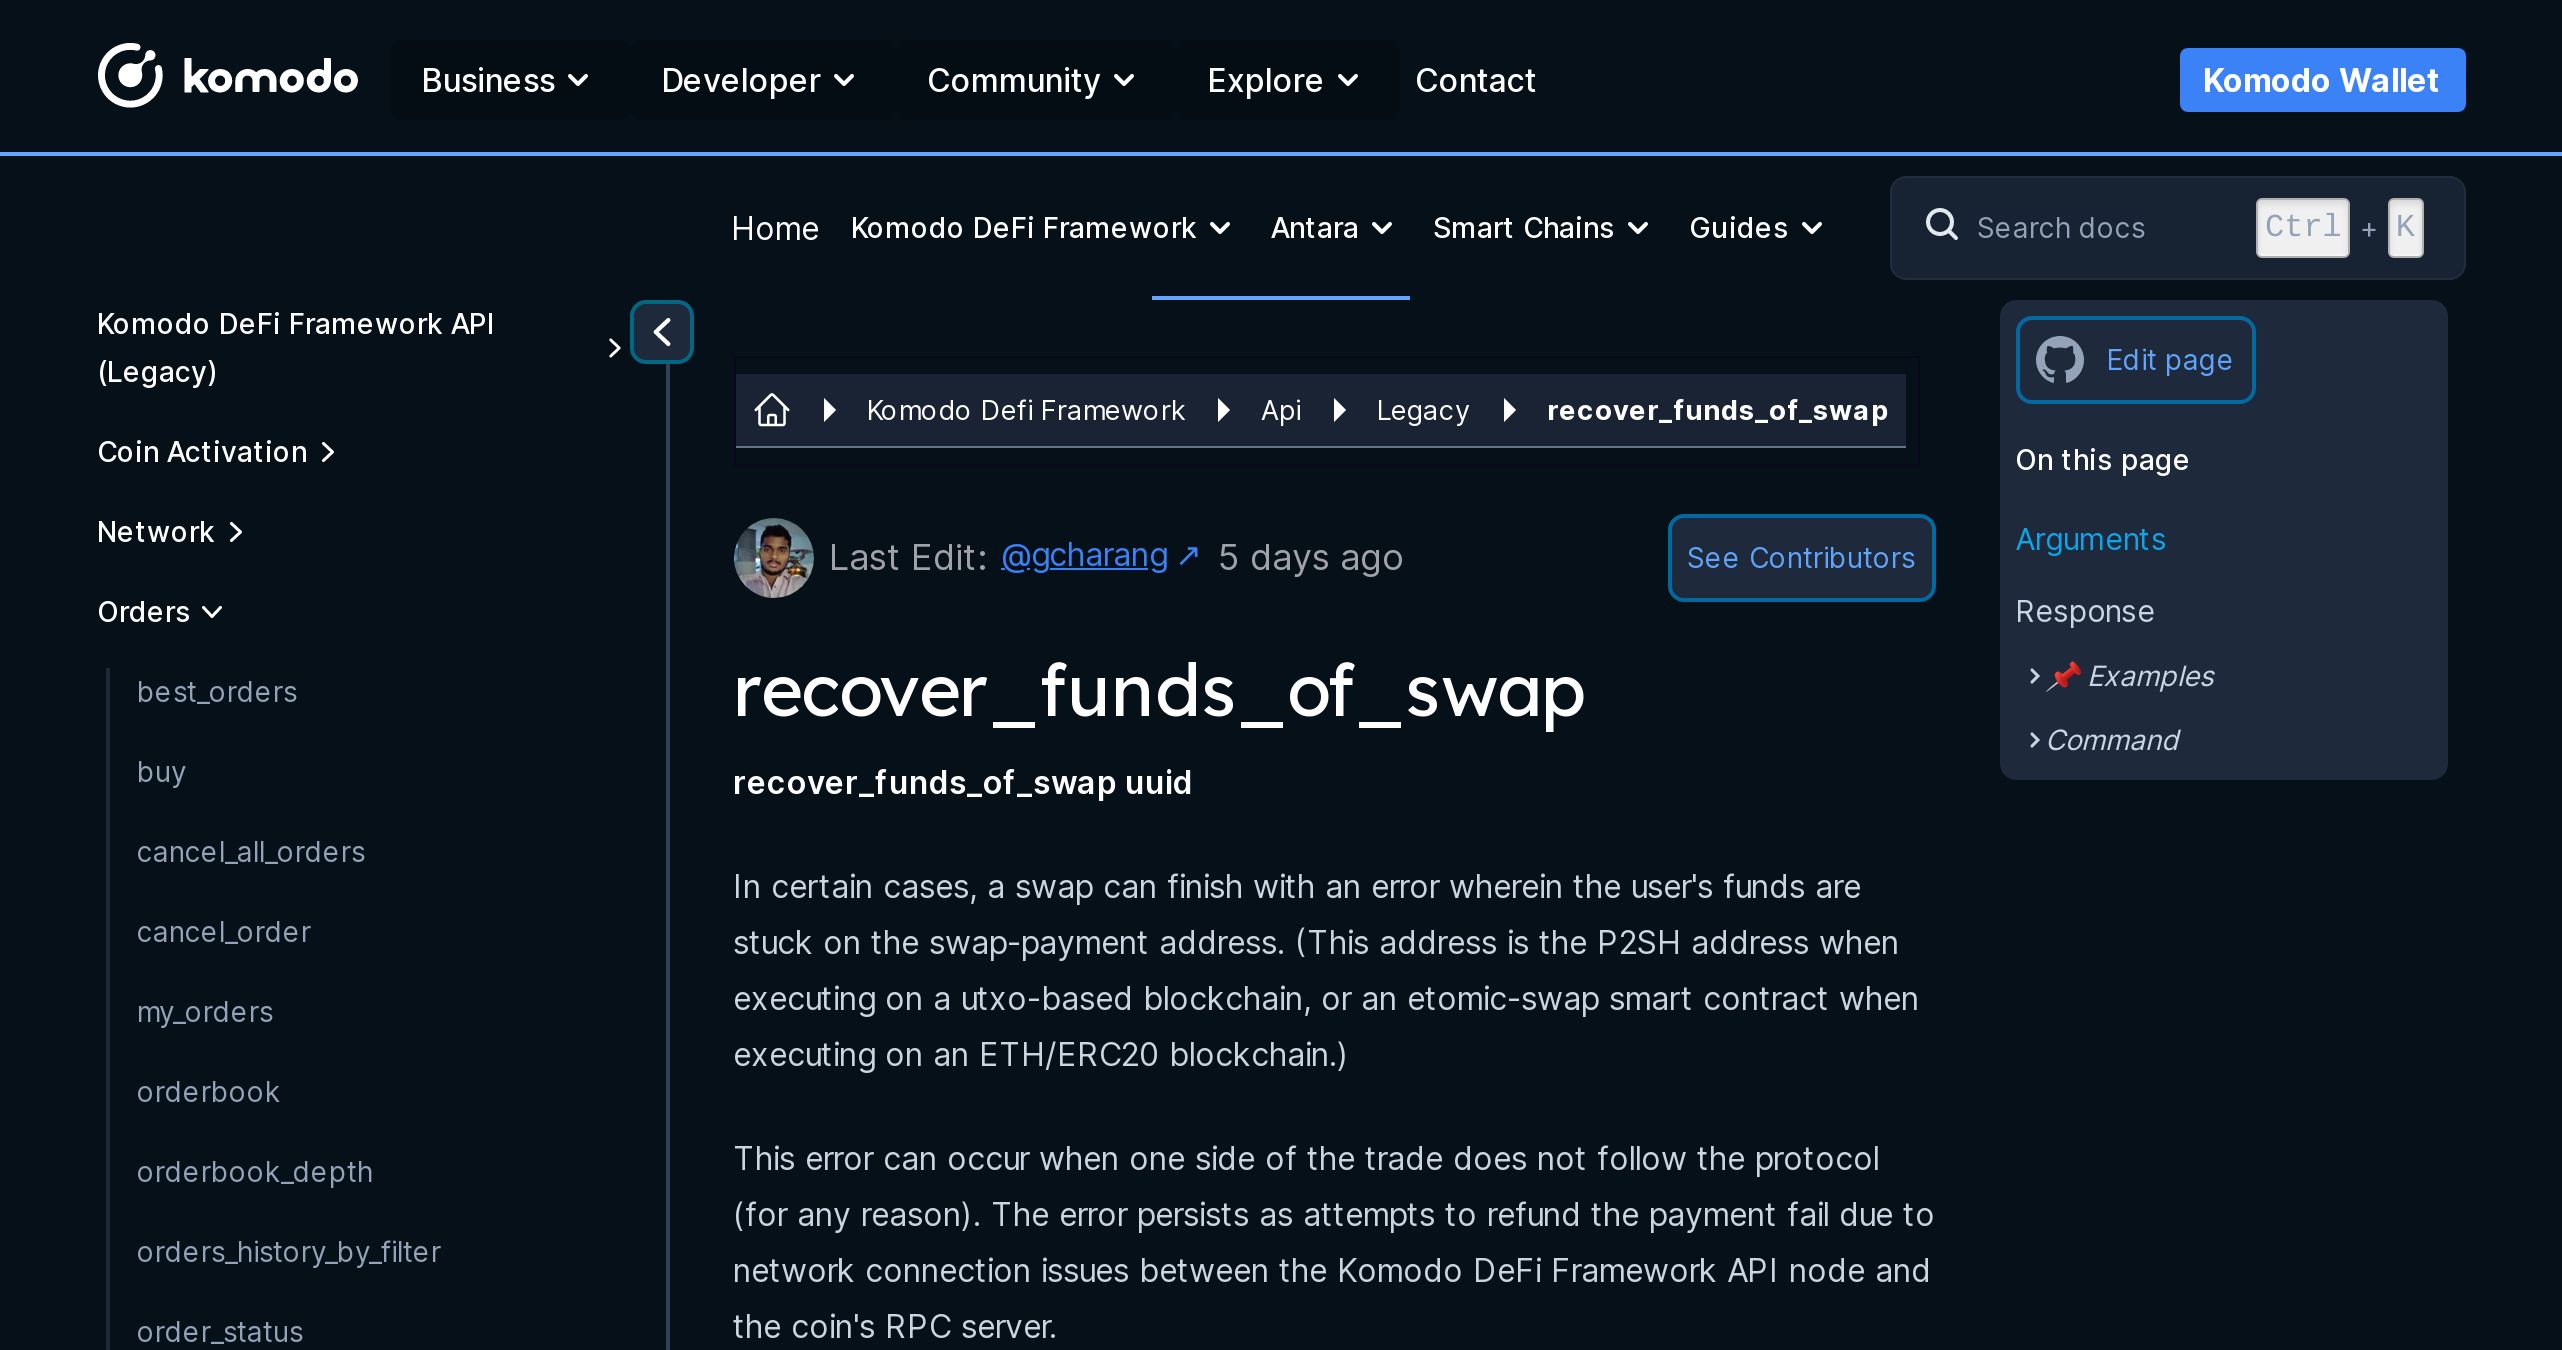 komodo Business Developer Community Explore Contact Komodo Wallet
Home Komodo DeFi Framework Antara Smart Chains Guides Search docs Ctrl + K
Komodo DeFi Framework API
(Legacy)
Coin Activation
Network
Orders
best_orders
buy
cancel_all_orders
cancel_order
my_orders
orderbook
orderbook_depth
orders_history_by_filter
order_status
Komodo Defi Framework Api Legacy recover_funds_of_swap
Last Edit: @gcharang ↗ 5 days ago See Contributors
recover_funds_of_swap
recover_funds_of_swap uuid
In certain cases, a swap can finish with an error wherein the user's funds are
stuck on the swap-payment address. (This address is the P2SH address when
executing on a utxo-based blockchain, or an etomic-swap smart contract when
executing on an ETH/ERC20 blockchain.)
This error can occur when one side of the trade does not follow the protocol
(for any reason). The error persists as attempts to refund the payment fail due to
network connection issues between the Komodo DeFi Framework API node and
the coin's RPC server.
Edit page
On this page
Arguments
Response
📌 Examples
Command